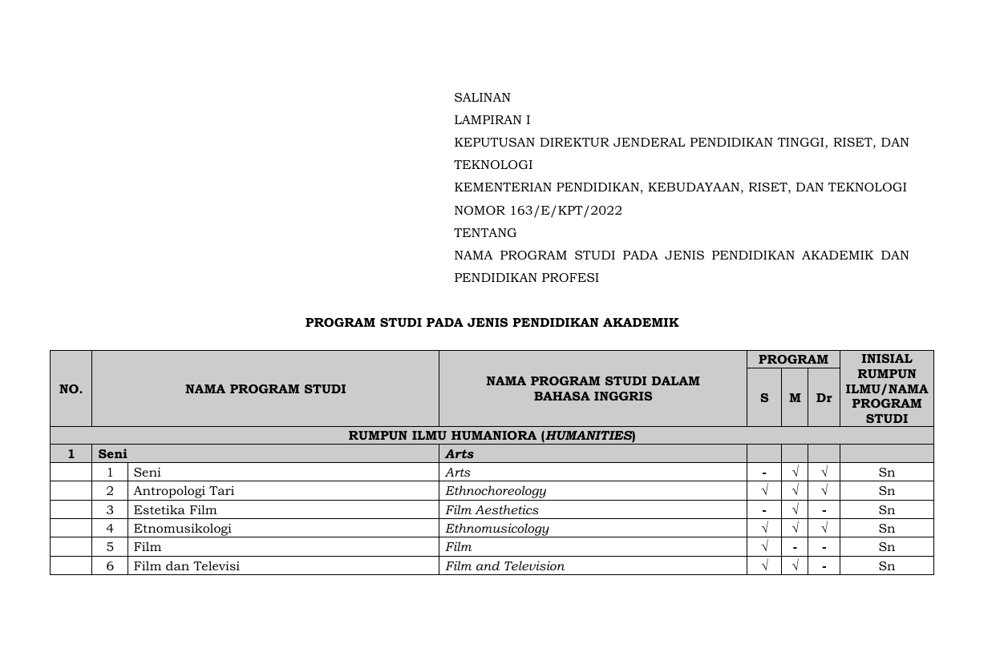 SALINAN
LAMPIRAN I
KEPUTUSAN DIREKTUR JENDERAL PENDIDIKAN TINGGI, RISET, DAN
TEKNOLOGI
KEMENTERIAN PENDIDIKAN, KEBUDAYAAN, RISET, DAN TEKNOLOGI
NOMOR 163/E/KPT/2022
TENTANG
NAMA PROGRAM STUDI PADA JENIS PENDIDIKAN AKADEMIK DAN
PENDIDIKAN PROFESI
PROGRAM STUDI PADA JENIS PENDIDIKAN AKADEMIK
NO.
NAMA PROGRAM STUDI
NAMA PROGRAM STUDI DALAM
BAHASA INGGRIS
PROGRAM
S M Dr
INISIAL
RUMPUN
ILMU/NAMA
PROGRAM
STUDI
RUMPUN ILMU HUMANIORA (HUMANITIES)
1 Seni Arts
1 Seni Arts - √ √ Sn
2 Antropologi Tari Ethnochoreology √ √ √ Sn
3 Estetika Film Film Aesthetics - √ - Sn
4 Etnomusikologi Ethnomusicology √ √ √ Sn
5 Film Film √ - - Sn
6 Film dan Televisi Film and Television √ √ - Sn